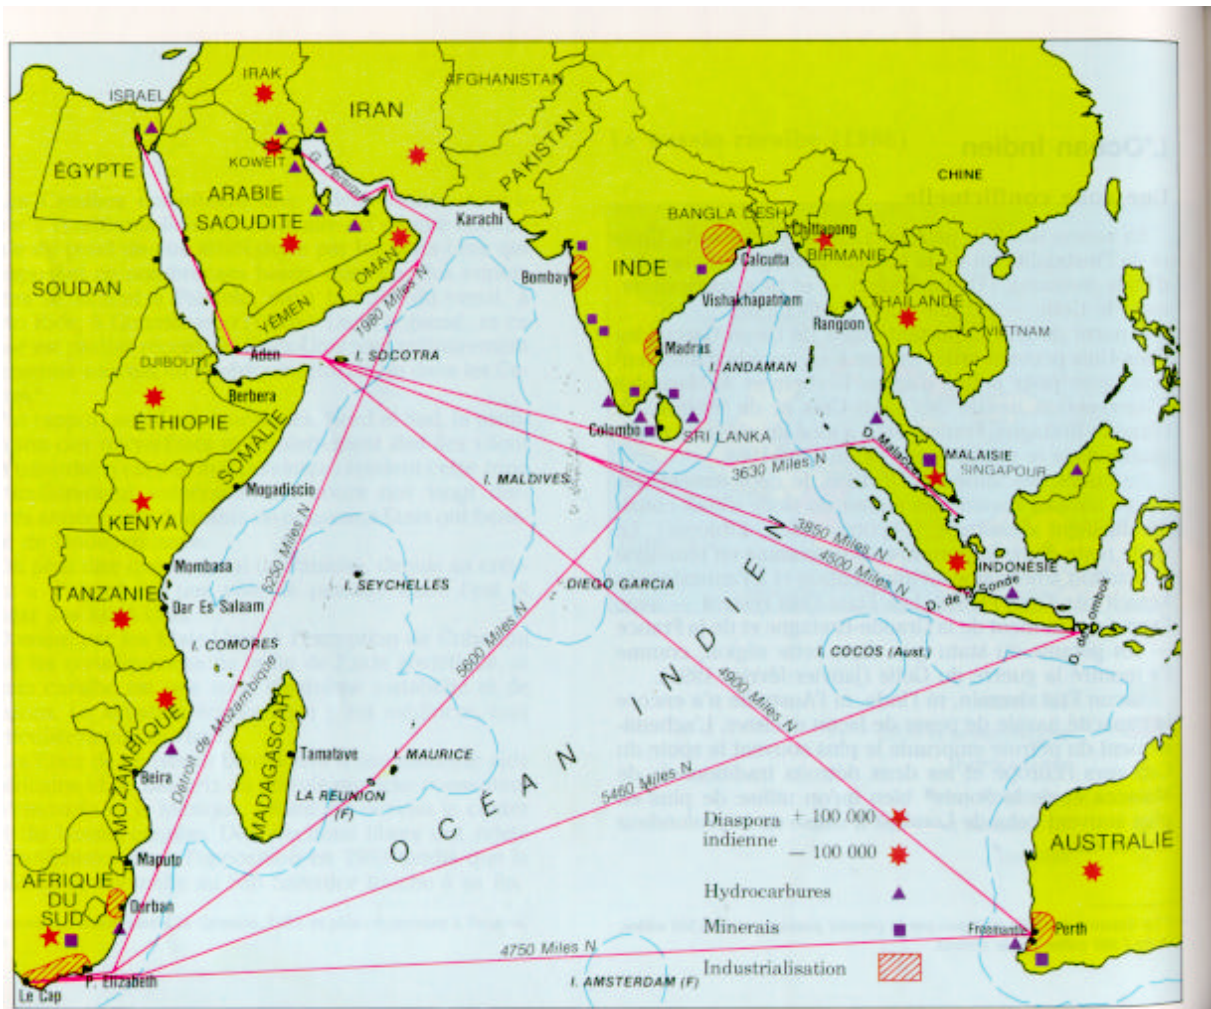 IRAK
ISRAEL
IRAN
AFGHANISTAN
KOWEIT
ÉGYPTE
ARABIE
SAOUDITE
PAKISTAN
CHINE
Karachi
BANGLA DESH
Chittagong
BIRMANIE
OMAN
Bombay
INDE
Calcutta
SOUDAN
YÉMEN
1980 Miles N
Vishakhapatnam
THAÏLANDE
Rangoon
VIETNAM
DJIBOUTI
Aden
I. SOCOTRA
Madras
I. ANDAMAN
Berbera
ÉTHIOPIE
SOMALIE
Colombo
SRI LANKA
D. Malacca
MALAISIE
SINGAPOUR
3630 Miles N
Mogadiscio
I. MALDIVES
KENYA
3850 Miles N
4500 Miles N
5250 Miles N
Mombasa
I. SEYCHELLES
DIEGO GARCIA
INDONÉSIE
D. de la Sonde
TANZANIE
Dar Es Salaam
D. de Lombok
I. COMORES
I. COCOS (Aust.)
5600 Miles N
4900 Miles N
Détroit de Mozambique
OCÉAN INDIEN
MOZAMBIQUE
MADAGASCAR
Tamatave
I. MAURICE
Beira
LA REUNION
(F)
5460 Miles N
Diaspora
indienne
+ 100 000
– 100 000
AUSTRALIE
Maputo
AFRIQUE
DU
SUD
Hydrocarbures
Durban
Minerais
Freemantle
Perth
4750 Miles N
Industrialisation
P. Elizabeth
Le Cap
I. AMSTERDAM (F)